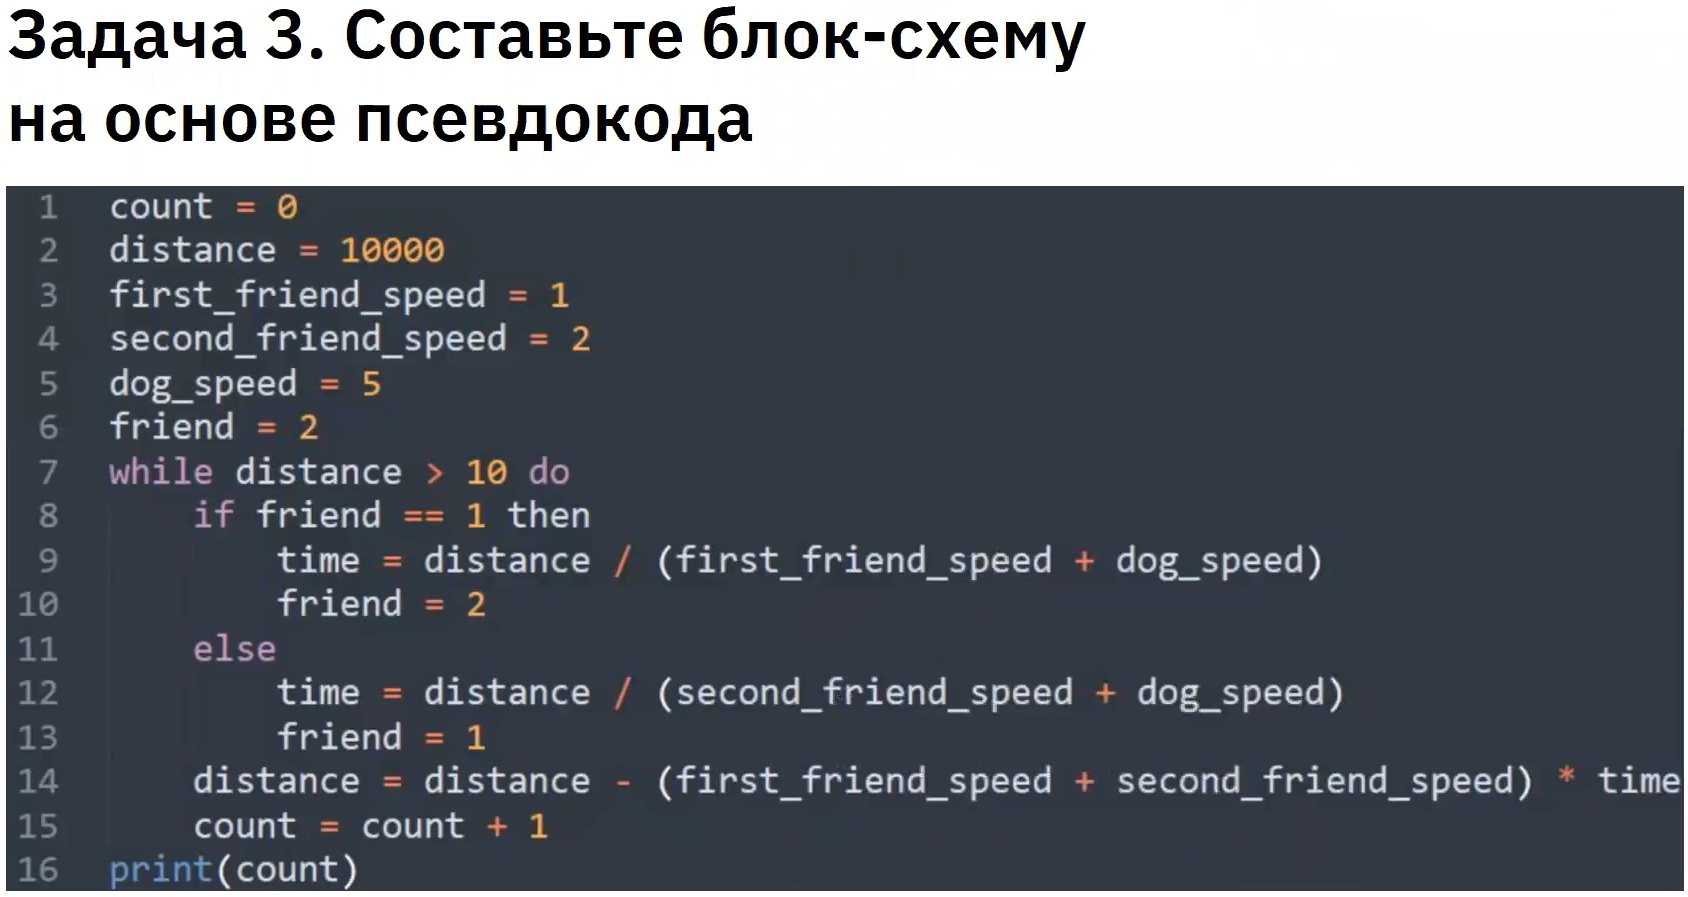 Задача 3. Составьте блок-схему
на основе псевдокода
1 count = 0
2 distance = 10000
3 first_friend_speed = 1
4 second_friend_speed = 2
5 dog_speed = 5
6 friend = 2
7 while distance > 10 do
8     if friend == 1 then
9         time = distance / (first_friend_speed + dog_speed)
10         friend = 2
11     else
12         time = distance / (second_friend_speed + dog_speed)
13         friend = 1
14     distance = distance - (first_friend_speed + second_friend_speed) * time
15     count = count + 1
16 print(count)